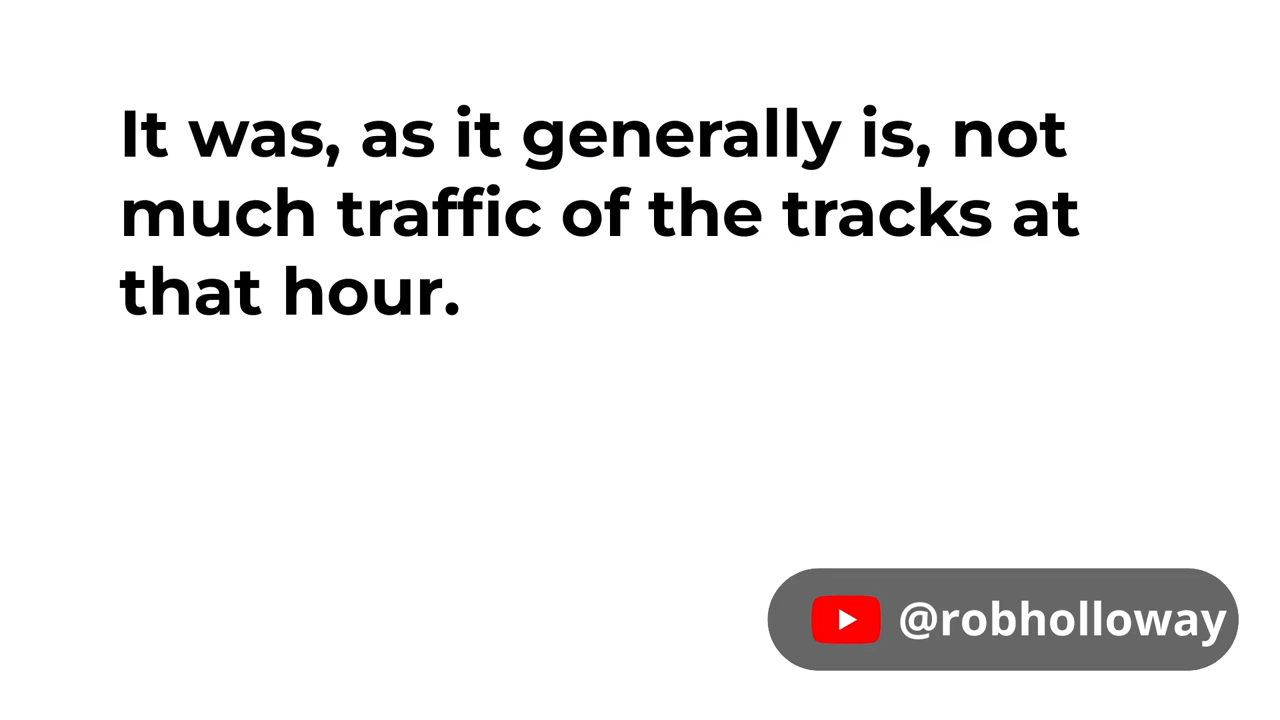 It was, as it generally is, not
much traffic of the tracks at
that hour.
@robholloway